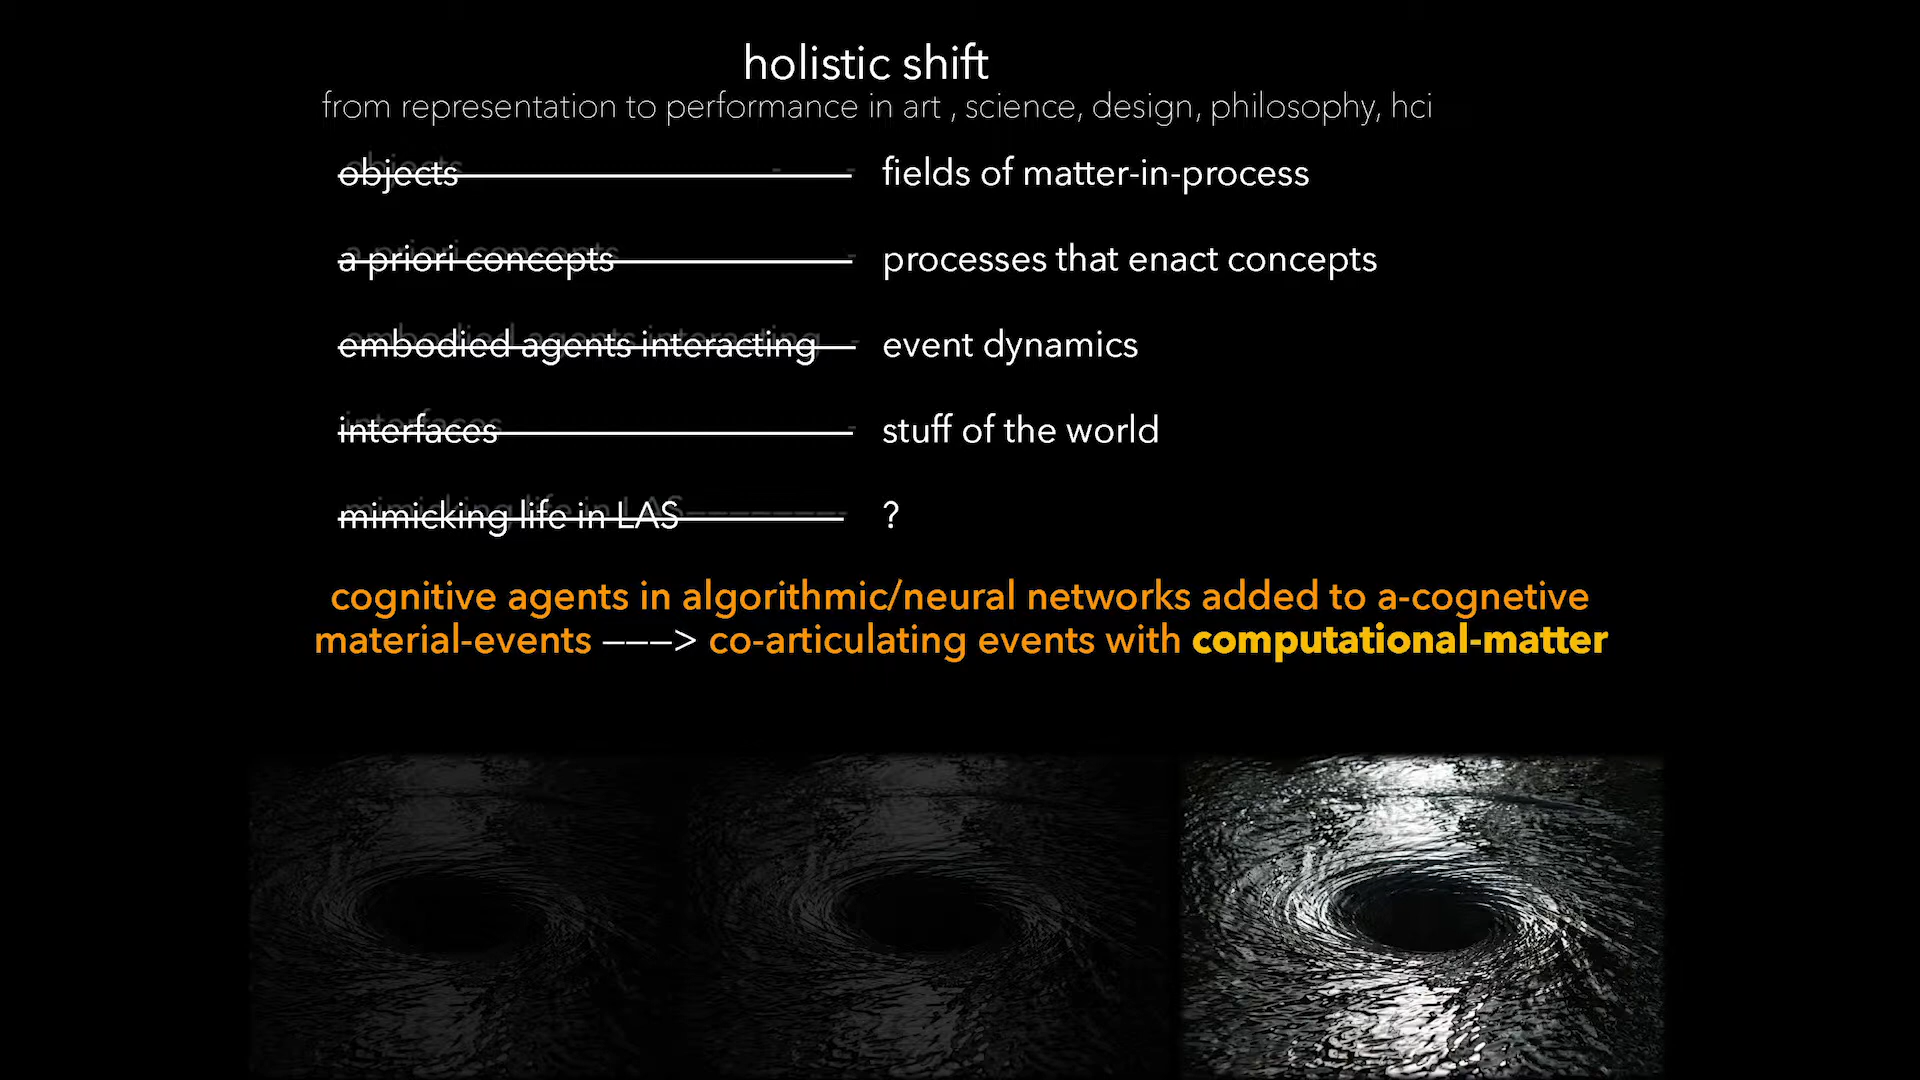 holistic shift
from representation to performance in art , science, design, philosophy, hci
objects fields of matter-in-process
a priori concepts processes that enact concepts
embodied agents interacting event dynamics
interfaces stuff of the world
mimicking life in LAS ?
cognitive agents in algorithmic/neural networks added to a-cognetive
material-events ---> co-articulating events with computational-matter